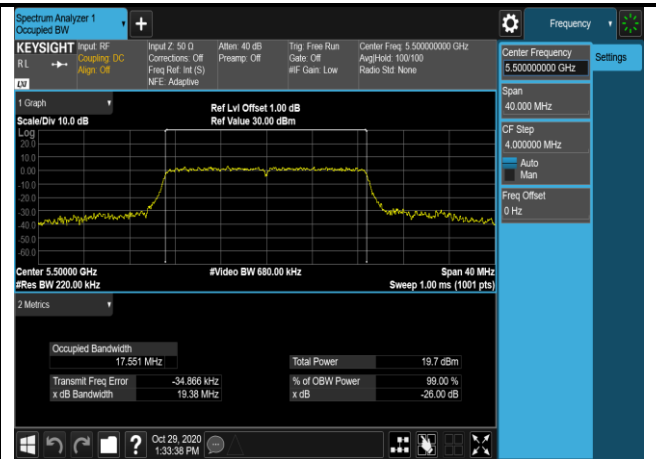 Spectrum Analyzer 1
Occupied BW
Frequency
KEYSIGHT
RL
LXI
Input: RF
Coupling: DC
Align: Off
Input Z: 50 Ω
Corrections: Off
Freq Ref: Int (S)
NFE: Adaptive
Atten: 40 dB
Preamp: Off
Trig: Free Run
Gate: Off
#IF Gain: Low
Center Freq: 5.500000000 GHz
Avg|Hold: 100/100
Radio Std: None
Center Frequency
5.500000000 GHz
Settings
Span
40.000 MHz
CF Step
4.000000 MHz
Auto
Man
Freq Offset
0 Hz
1 Graph
Scale/Div 10.0 dB
Ref Lvl Offset 1.00 dB
Ref Value 30.00 dBm
Log
20.0
10.0
0.00
-10.0
-20.0
-30.0
-40.0
-50.0
-60.0
Center 5.50000 GHz
#Res BW 220.00 kHz
#Video BW 680.00 kHz
Span 40 MHz
Sweep 1.00 ms (1001 pts)
2 Metrics
Occupied Bandwidth
17.551 MHz
Total Power 19.7 dBm
Transmit Freq Error -34.866 kHz
% of OBW Power 99.00 %
x dB Bandwidth 19.38 MHz
x dB -26.00 dB
Oct 29, 2020
1:33:38 PM